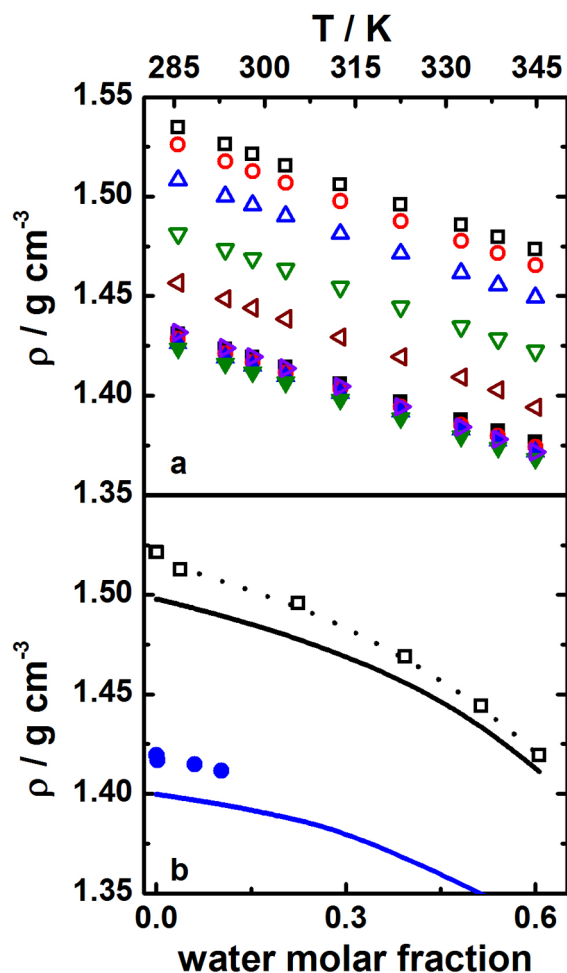 T / K
285 300 315 330 345
1.55
1.50
1.45
1.40
1.35
ρ / g cm-3
a
1.50
1.45
1.40
1.35
ρ / g cm-3
b
0.0 0.3 0.6
water molar fraction